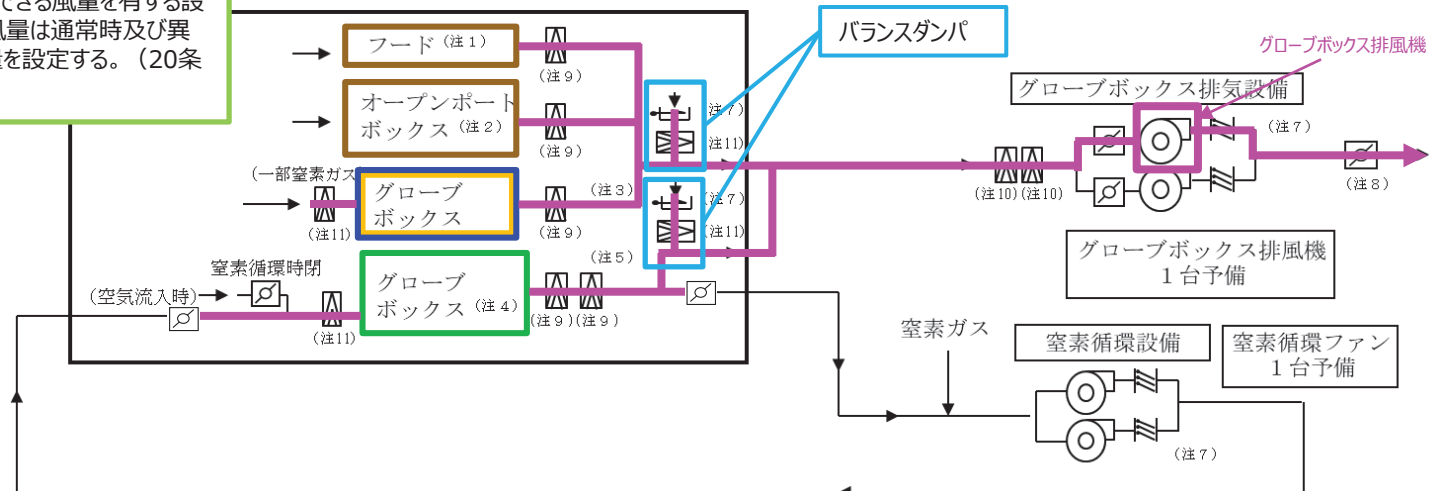 できる風量を有する設
風量は通常時及び異
量を設定する。（20条
バランスダンパ
グローブボックス排風機
フード（注１）
（注９）
オープンポート
ボックス（注２）
（注９）
（一部窒素ガス
（注11）
グローブ
ボックス
（注９）
（注３）
（注７）
（注11）
（注７）
（注11）
（注５）
窒素循環時閉
（空気流入時）
（注11）
グローブ
ボックス（注４）
（注９）（注９）
グローブボックス排気設備
（注７）
（注10）（注10）
（注８）
グローブボックス排風機
１台予備
窒素ガス
窒素循環設備
窒素循環ファン
１台予備
（注７）